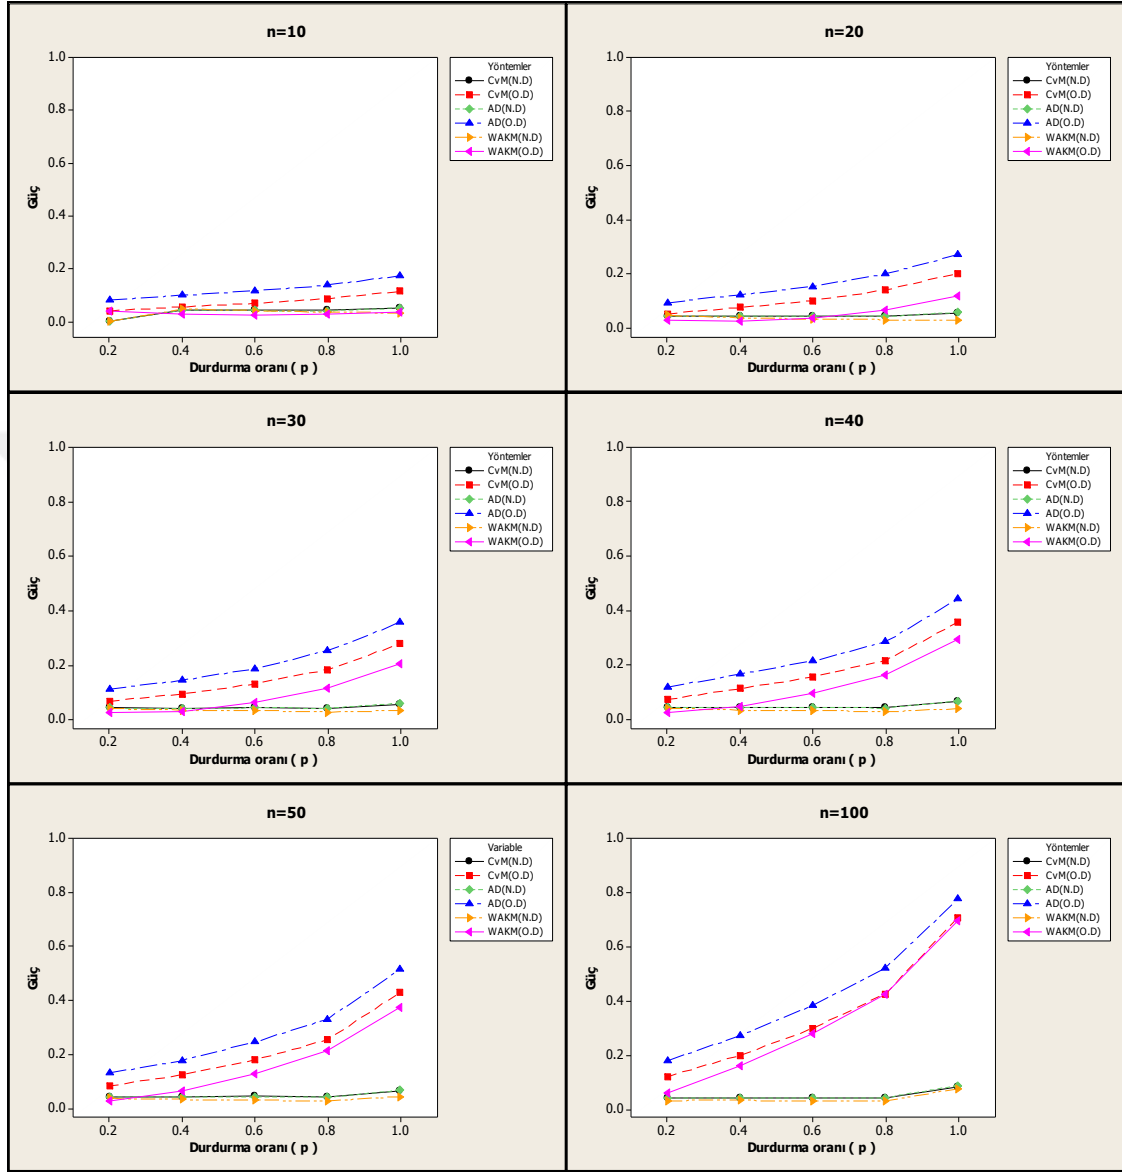 n=10
1.0
0.8
0.6
0.4
0.2
0.0
Güç
0.2 0.4 0.6 0.8 1.0
Durdurma oranı ( p )
Yöntemler
CvM(N.D)
CvM(O.D)
AD(N.D)
AD(O.D)
WAKM(N.D)
WAKM(O.D)
n=20
1.0
0.8
0.6
0.4
0.2
0.0
Güç
0.2 0.4 0.6 0.8 1.0
Durdurma oranı ( p )
Yöntemler
CvM(N.D)
CvM(O.D)
AD(N.D)
AD(O.D)
WAKM(N.D)
WAKM(O.D)
n=30
1.0
0.8
0.6
0.4
0.2
0.0
Güç
0.2 0.4 0.6 0.8 1.0
Durdurma oranı ( p )
Yöntemler
CvM(N.D)
CvM(O.D)
AD(N.D)
AD(O.D)
WAKM(N.D)
WAKM(O.D)
n=40
1.0
0.8
0.6
0.4
0.2
0.0
Güç
0.2 0.4 0.6 0.8 1.0
Durdurma oranı ( p )
Yöntemler
CvM(N.D)
CvM(O.D)
AD(N.D)
AD(O.D)
WAKM(N.D)
WAKM(O.D)
n=50
1.0
0.8
0.6
0.4
0.2
0.0
Güç
0.2 0.4 0.6 0.8 1.0
Durdurma oranı ( p )
Variable
CvM(N.D)
CvM(O.D)
AD(N.D)
AD(O.D)
WAKM(N.D)
WAKM(O.D)
n=100
1.0
0.8
0.6
0.4
0.2
0.0
Güç
0.2 0.4 0.6 0.8 1.0
Durdurma oranı ( p )
Yöntemler
CvM(N.D)
CvM(O.D)
AD(N.D)
AD(O.D)
WAKM(N.D)
WAKM(O.D)